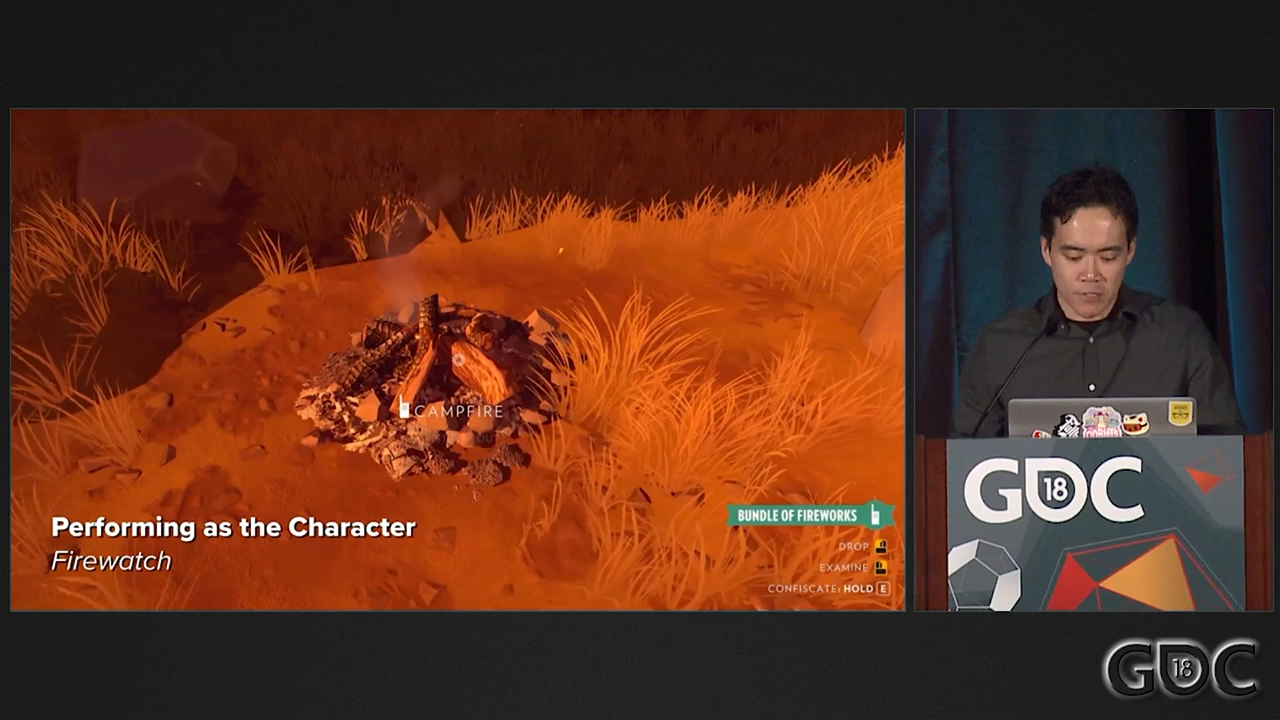 CAMPFIRE
Performing as the Character
Firewatch
BUNDLE OF FIREWORKS
DROP
EXAMINE
CONFISCATE: HOLD E
GDC
18
GDC
18